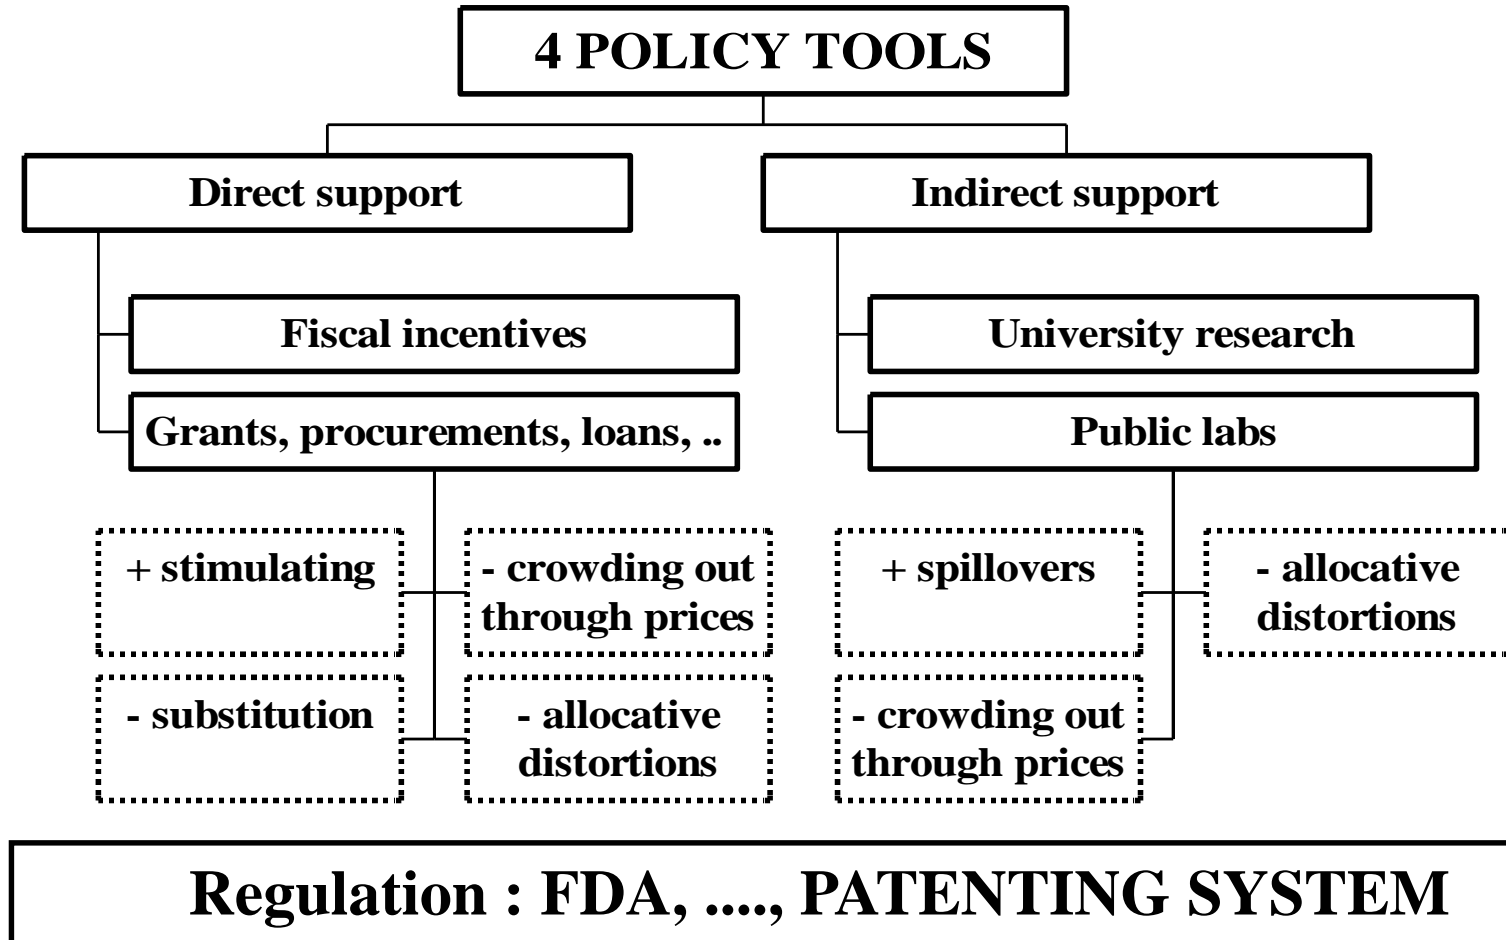 4 POLICY TOOLS
Direct support
Indirect support
Fiscal incentives
University research
Grants, procurements, loans, ..
Public labs
+ stimulating
- crowding out
through prices
+ spillovers
- allocative
distortions
- substitution
- allocative
distortions
- crowding out
through prices
Regulation : FDA, ...., PATENTING SYSTEM